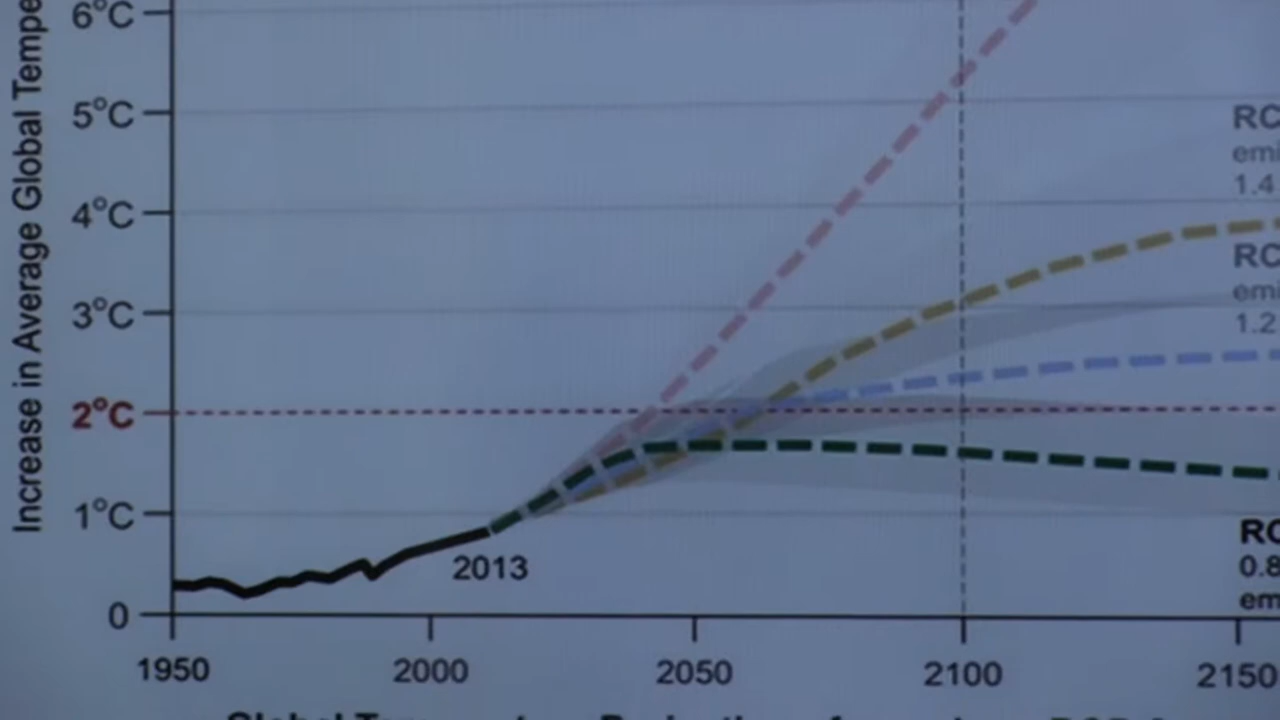 Increase in Average Global Tempe
6°C
5°C
4°C
3°C
2°C
1°C
0
2013
1950
2000
2050
2100
2150
RC
emi
1.4
RC
emi
1.2
RC
0.8
em